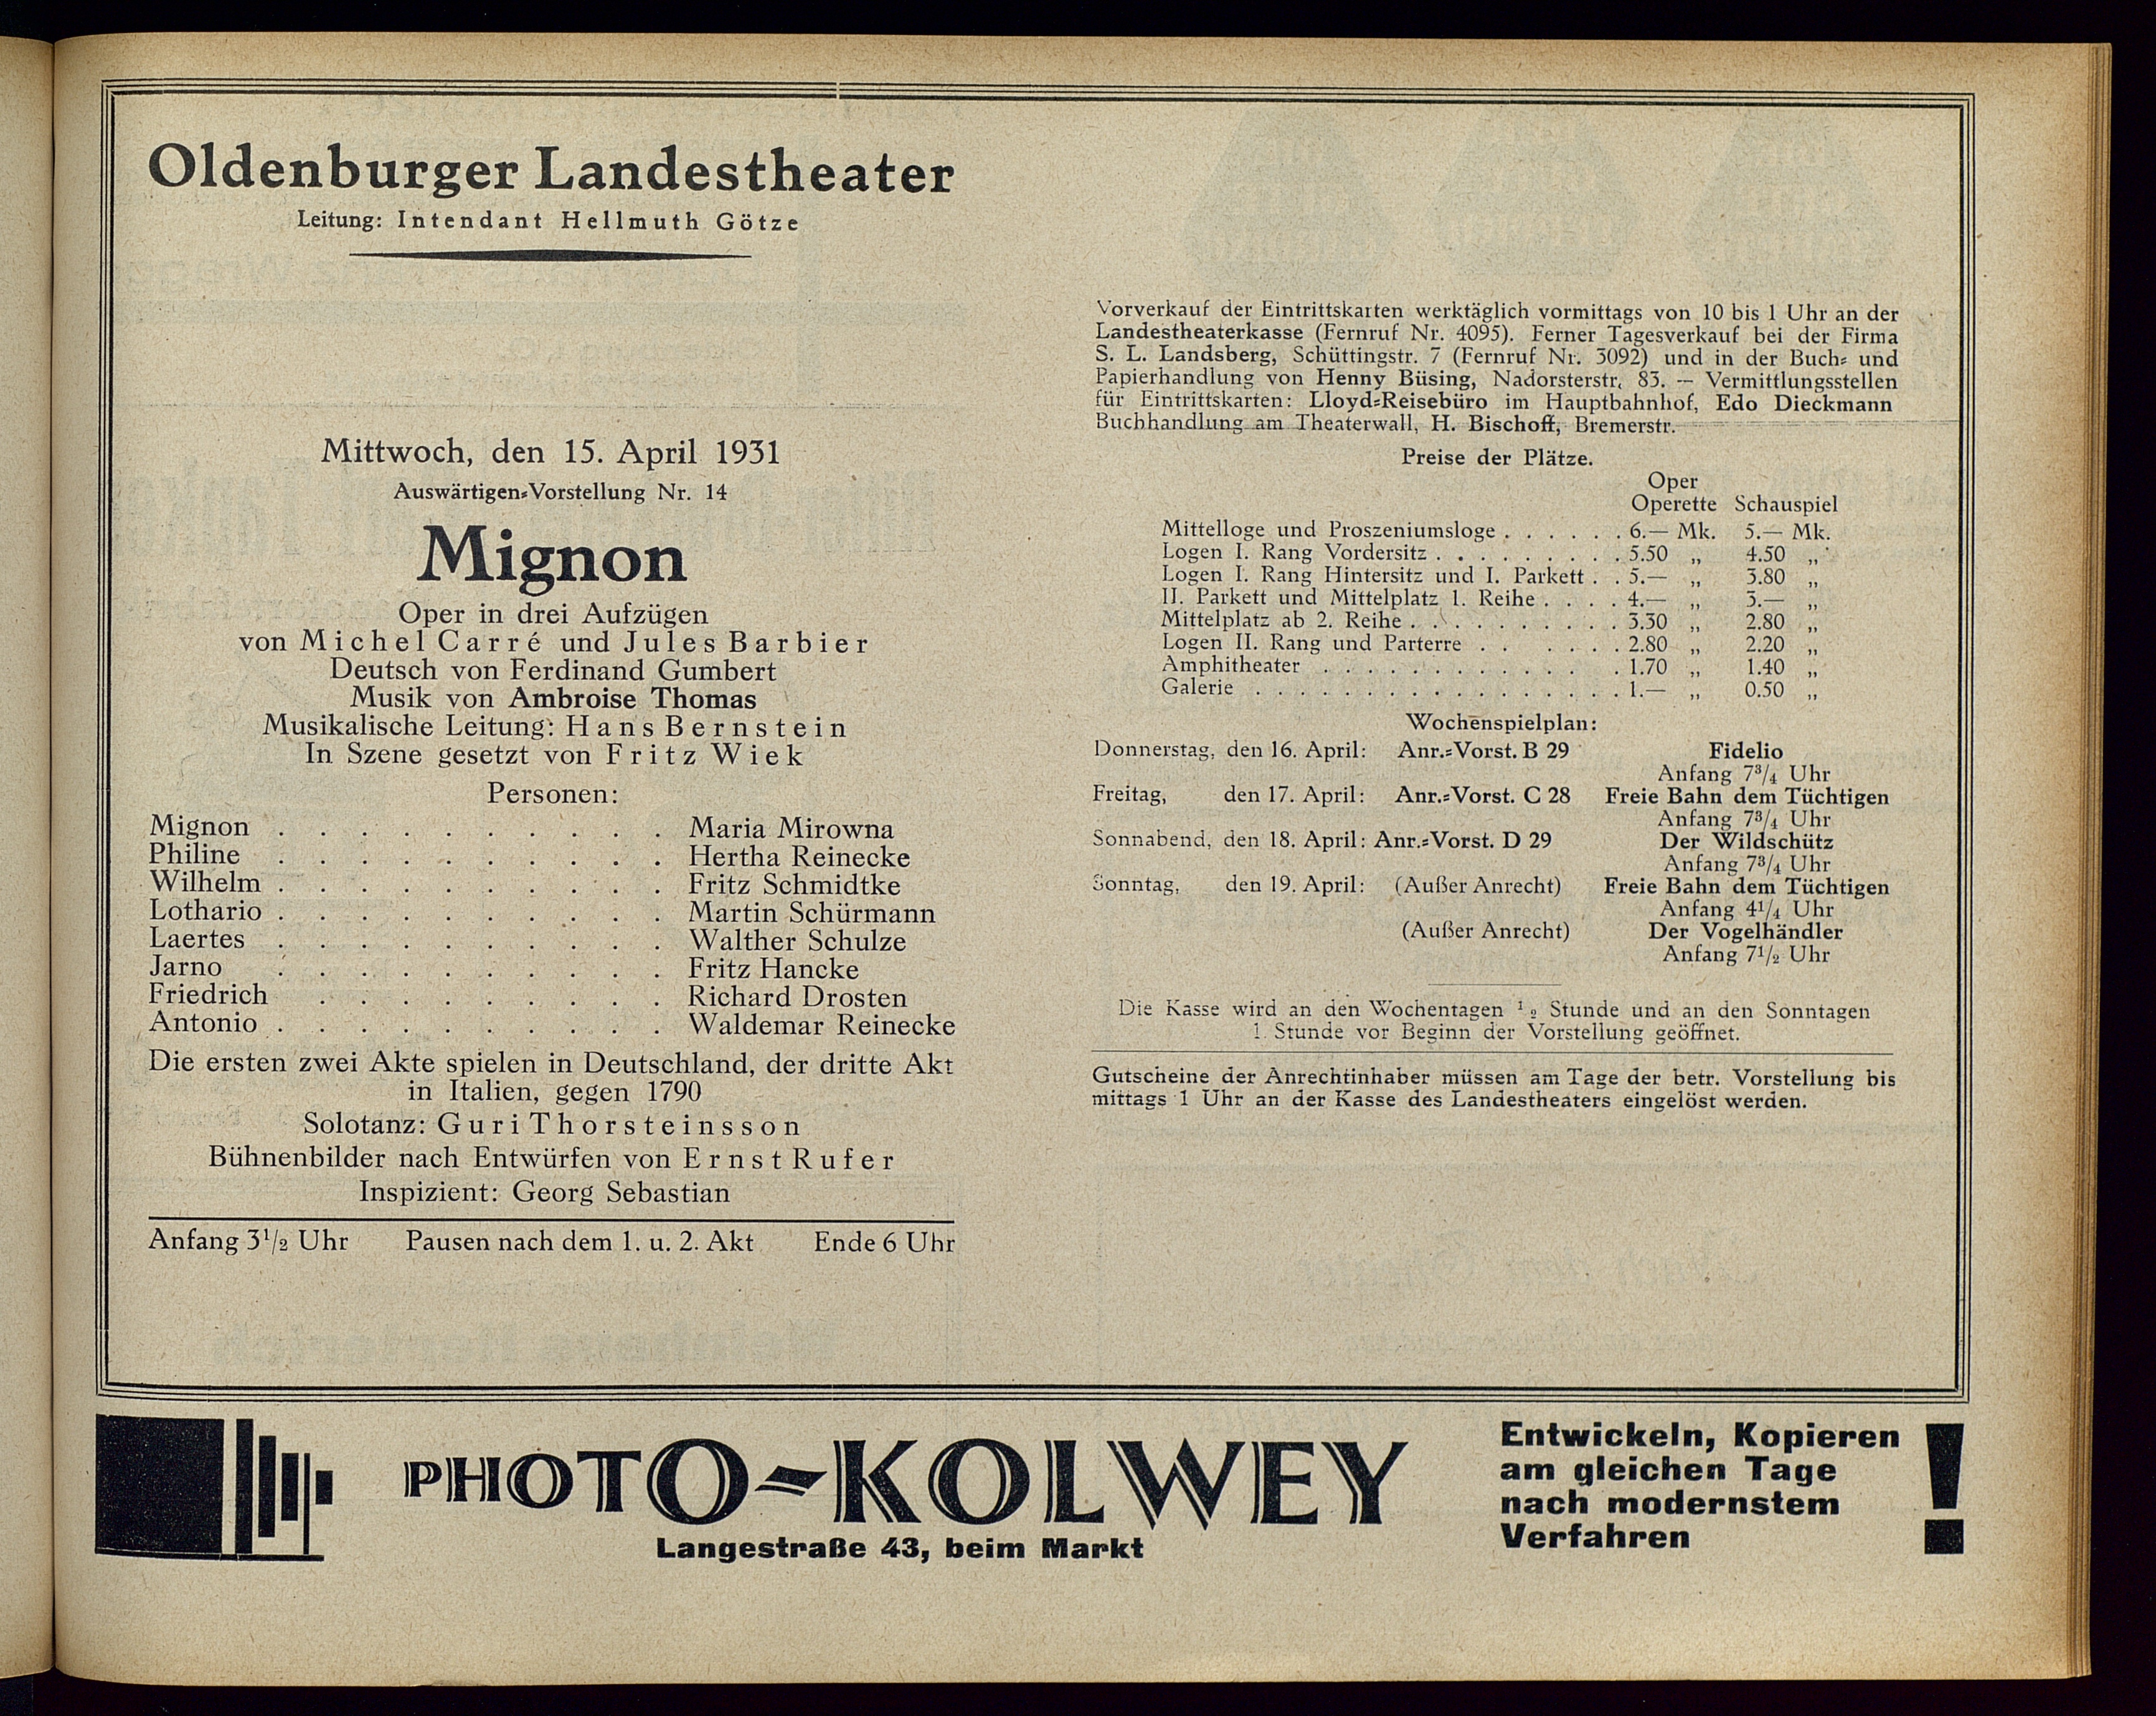 Oldenburger Landestheater
Leitung: Intendant Hellmuth Götze
Mittwoch, den 15. April 1931
Auswärtigen-Vorstellung Nr. 14
Mignon
Oper in drei Aufzügen
von Michel Carré und Jules Barbier
Deutsch von Ferdinand Gumbert
Musik von Ambroise Thomas
Musikalische Leitung: Hans Bernstein
In Szene gesetzt von Fritz Wiek
Personen:
Mignon . . . . . . . . . . Maria Mirowna
Philine . . . . . . . . . . Hertha Reinecke
Wilhelm . . . . . . . . . . Fritz Schmidtke
Lothario . . . . . . . . . . Martin Schürmann
Laertes . . . . . . . . . . Walther Schulze
Jarno . . . . . . . . . . Fritz Hancke
Friedrich . . . . . . . . . Richard Drosten
Antonio . . . . . . . . . . Waldemar Reinecke
Die ersten zwei Akte spielen in Deutschland, der dritte Akt
in Italien, gegen 1790
Solotanz: Guri Thorsteinsson
Bühnenbilder nach Entwürfen von Ernst Rufer
Inspizient: Georg Sebastian
Anfang 3½ Uhr Pausen nach dem 1. u. 2. Akt Ende 6 Uhr
Vorverkauf der Eintrittskarten werktäglich vormittags von 10 bis 1 Uhr an der
Landestheaterkasse (Fernruf Nr. 4095). Ferner Tagesverkauf bei der Firma
S. L. Landsberg, Schüttingstr. 7 (Fernruf Nr. 3092) und in der Buch- und
Papierhandlung von Henny Büsing, Nadorsterstr. 83. — Vermittlungsstellen
für Eintrittskarten: Lloyd-Reisebüro im Hauptbahnhof, Edo Dieckmann
Buchhandlung am Theaterwall, H. Bischoff, Bremerstr.
Preise der Plätze.
Oper
Operette Schauspiel
Mittelloge und Proszeniumsloge . . . . . . 6.— Mk. 5.— Mk.
Logen I. Rang Vordersitz . . . . . . . . . 5.50 „ 4.50 „
Logen I. Rang Hintersitz und I. Parkett . . 5.— „ 3.80 „
II. Parkett und Mittelplatz 1. Reihe . . . . 4.— „ 3.— „
Mittelplatz ab 2. Reihe . . . . . . . . . . 3.30 „ 2.80 „
Logen II. Rang und Parterre . . . . . . 2.80 „ 2.20 „
Amphitheater . . . . . . . . . . . 1.70 „ 1.40 „
Galerie . . . . . . . . . . . . . . . . . 1.— „ 0.50 „
Wochenspielplan:
Donnerstag, den 16. April: Anr.-Vorst. B 29 Fidelio
Anfang 7¾ Uhr
Freitag, den 17. April: Anr.-Vorst. C 28 Freie Bahn dem Tüchtigen
Anfang 7¾ Uhr
Sonnabend, den 18. April: Anr.-Vorst. D 29 Der Wildschütz
Anfang 7¾ Uhr
Sonntag, den 19. April: (Außer Anrecht) Freie Bahn dem Tüchtigen
Anfang 4¼ Uhr
(Außer Anrecht) Der Vogelhändler
Anfang 7½ Uhr
Die Kasse wird an den Wochentagen ½ Stunde und an den Sonntagen
1 Stunde vor Beginn der Vorstellung geöffnet.
Gutscheine der Anrechtinhaber müssen am Tage der betr. Vorstellung bis
mittags 1 Uhr an der Kasse des Landestheaters eingelöst werden.
PHOTO-KOLWEY
Langestraße 43, beim Markt
Entwickeln, Kopieren
am gleichen Tage
nach modernstem
Verfahren
!